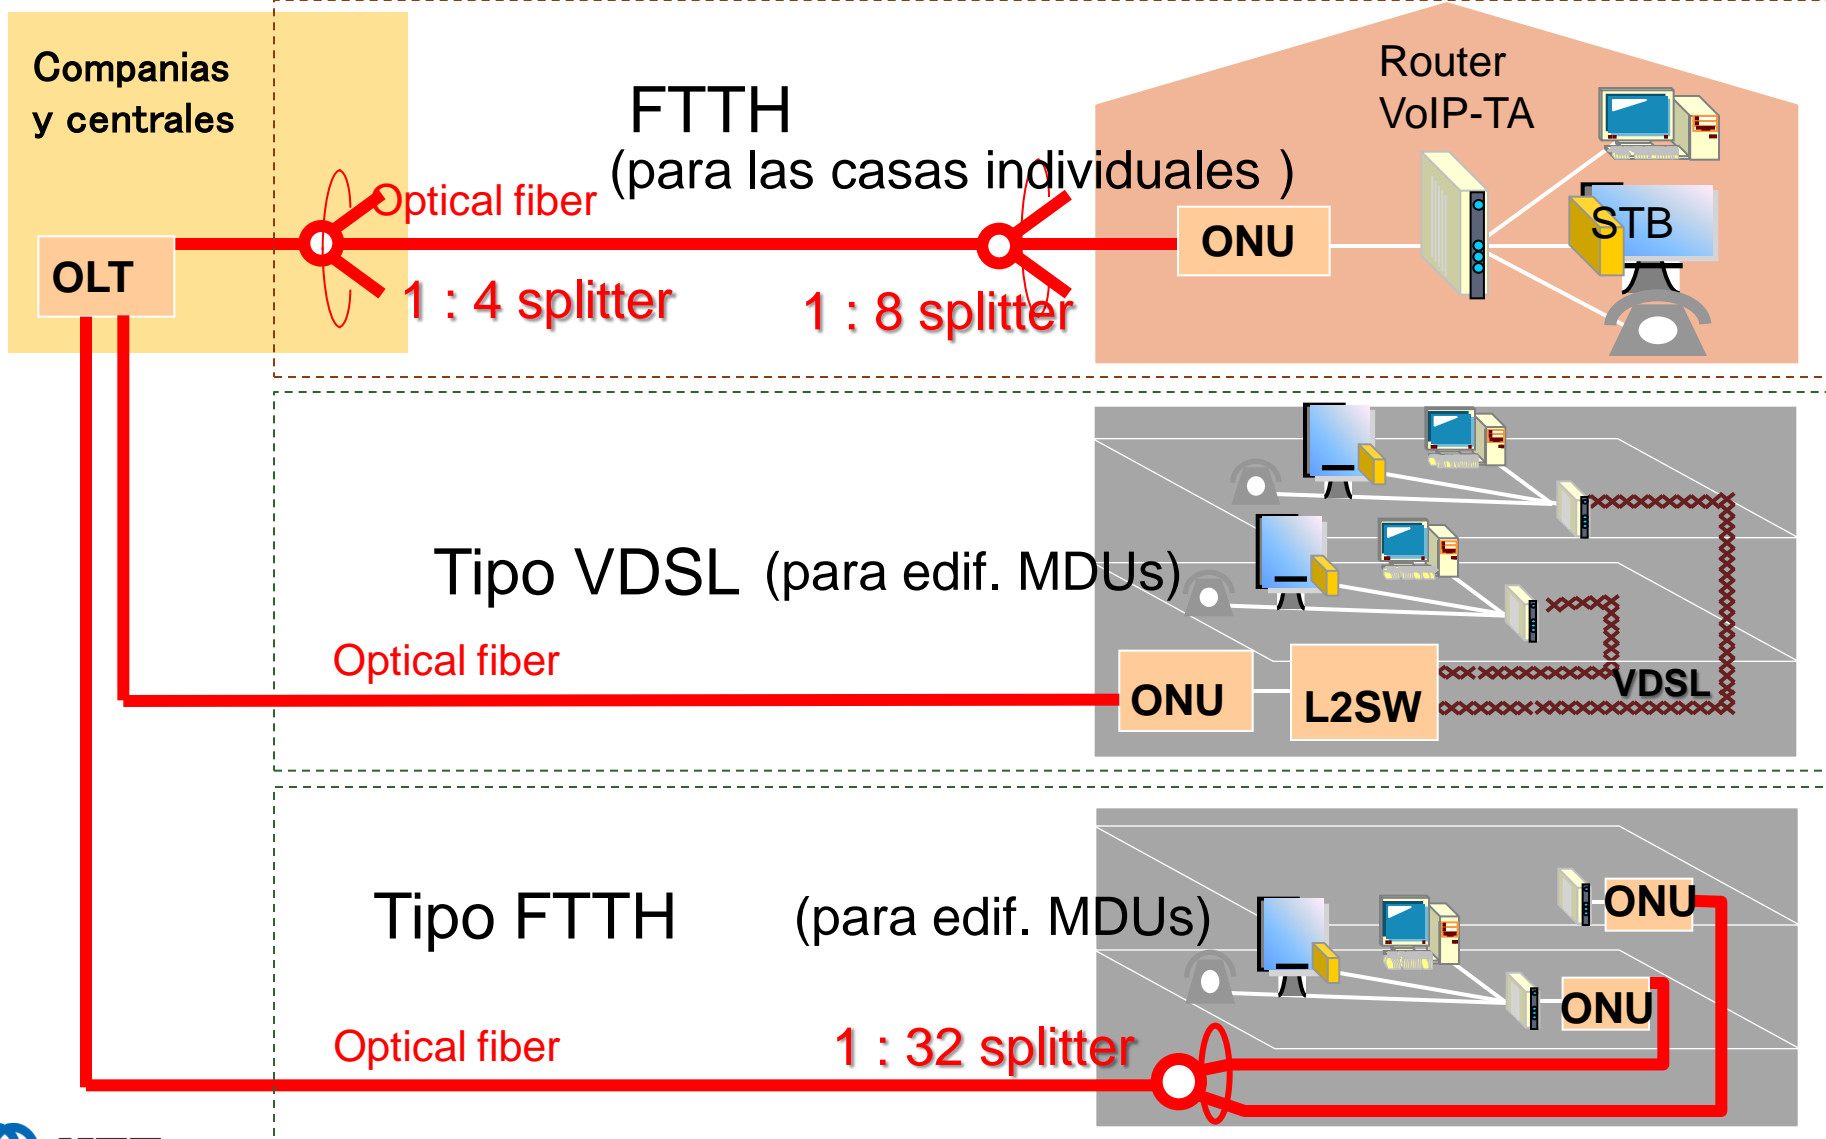 Companias
y centrales
FTTH
(para las casas individuales )
Router
VoIP-TA
Optical fiber
STB
OLT
ONU
1 : 4 splitter
1 : 8 splitter
Tipo VDSL (para edif. MDUs)
Optical fiber
ONU
L2SW
VDSL
Tipo FTTH (para edif. MDUs)
ONU
ONU
Optical fiber
1 : 32 splitter